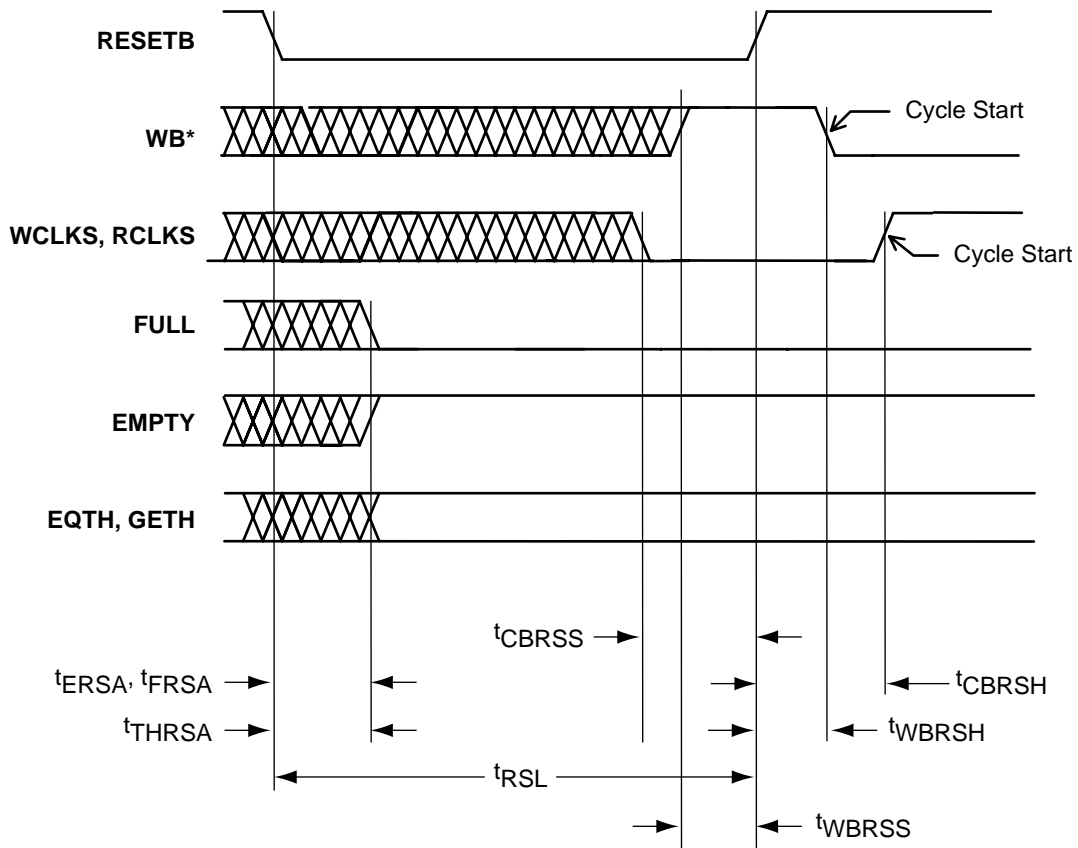 RESETB
WB*
Cycle Start
WCLKS, RCLKS
Cycle Start
FULL
EMPTY
EQTH, GETH
tCBRSS
tERSA, tFRSA
tCBRSH
tTHRSA
tWBRSH
tRSL
tWBRSS